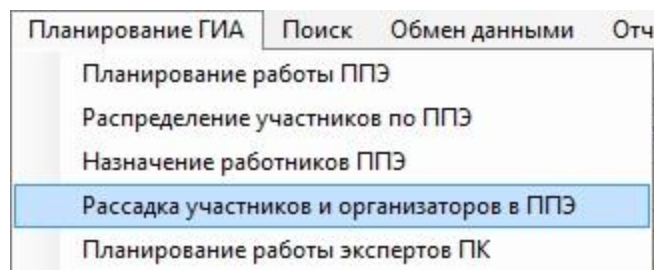 Планирование ГИА Поиск Обмен данными Отч
Планирование работы ППЭ
Распределение участников по ППЭ
Назначение работников ППЭ
Рассадка участников и организаторов в ППЭ
Планирование работы экспертов ПК